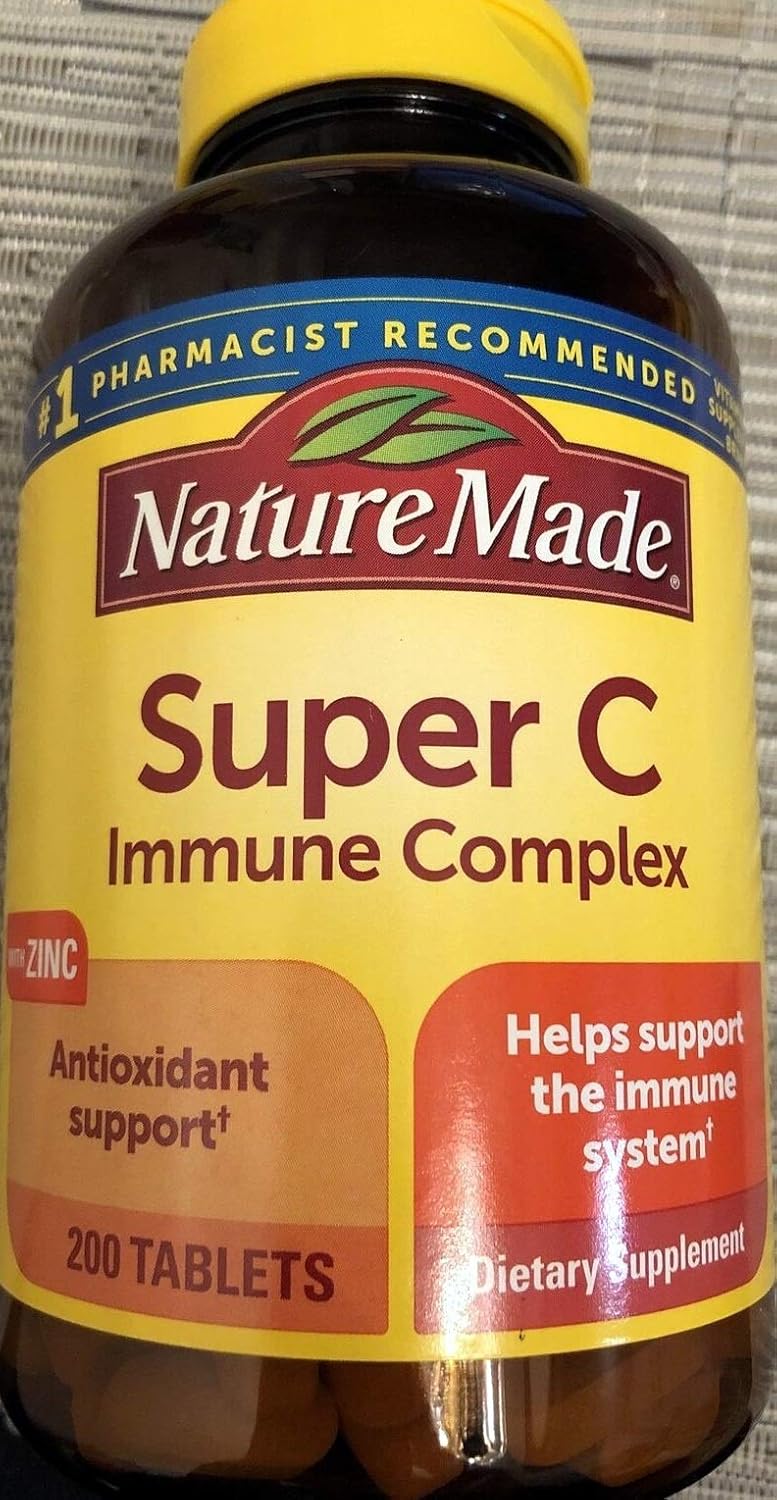 #1 PHARMACIST RECOMMENDED
Nature Made®
Super C
Immune Complex
WITH ZINC
Antioxidant
support†
200 TABLETS
Helps support
the immune
system†
Dietary Supplement